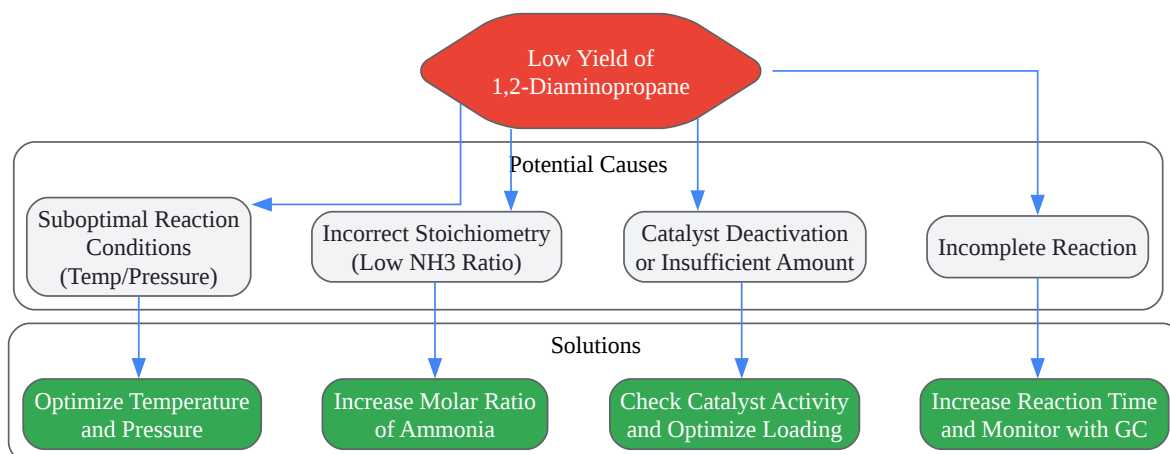 Low Yield of
1,2-Diaminopropane
Potential Causes
Suboptimal Reaction
Conditions
(Temp/Pressure)
Incorrect Stoichiometry
(Low NH3 Ratio)
Catalyst Deactivation
or Insufficient Amount
Incomplete Reaction
Solutions
Optimize Temperature
and Pressure
Increase Molar Ratio
of Ammonia
Check Catalyst Activity
and Optimize Loading
Increase Reaction Time
and Monitor with GC